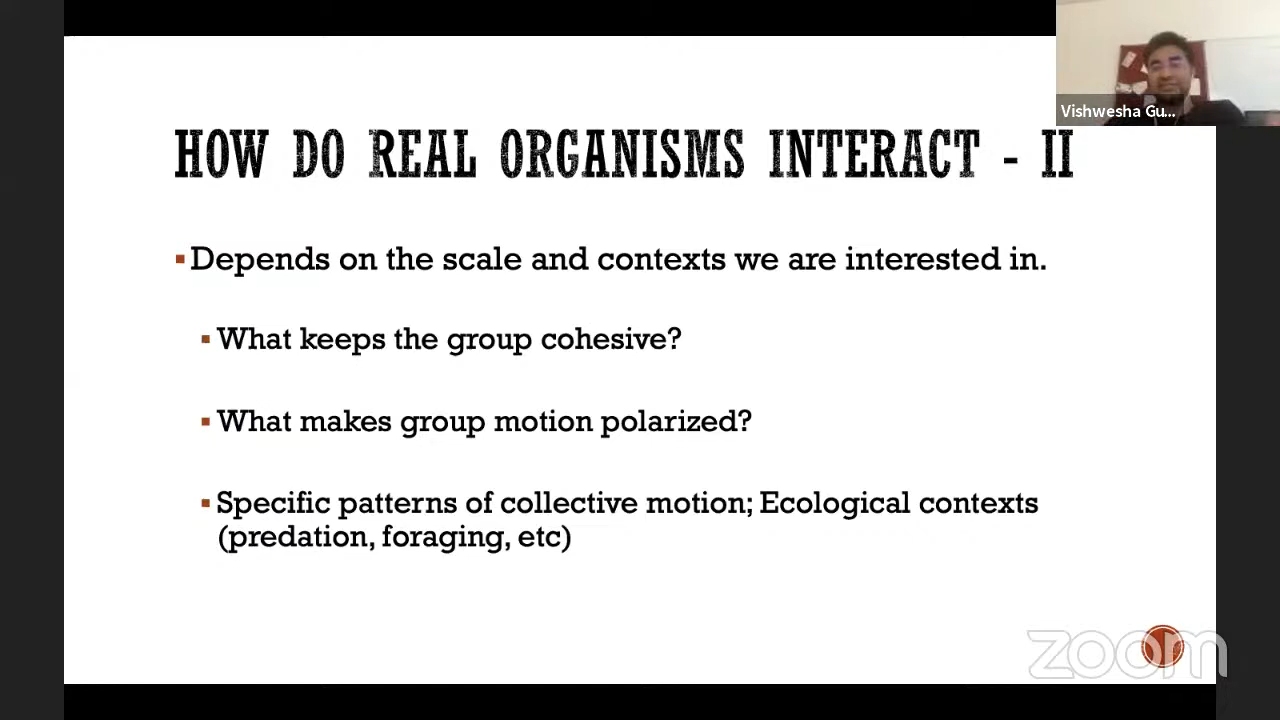 Vishwesha Gu...
HOW DO REAL ORGANISMS INTERACT - II
▪Depends on the scale and contexts we are interested in.
▪What keeps the group cohesive?
▪What makes group motion polarized?
▪Specific patterns of collective motion; Ecological contexts
(predation, foraging, etc)
zoom